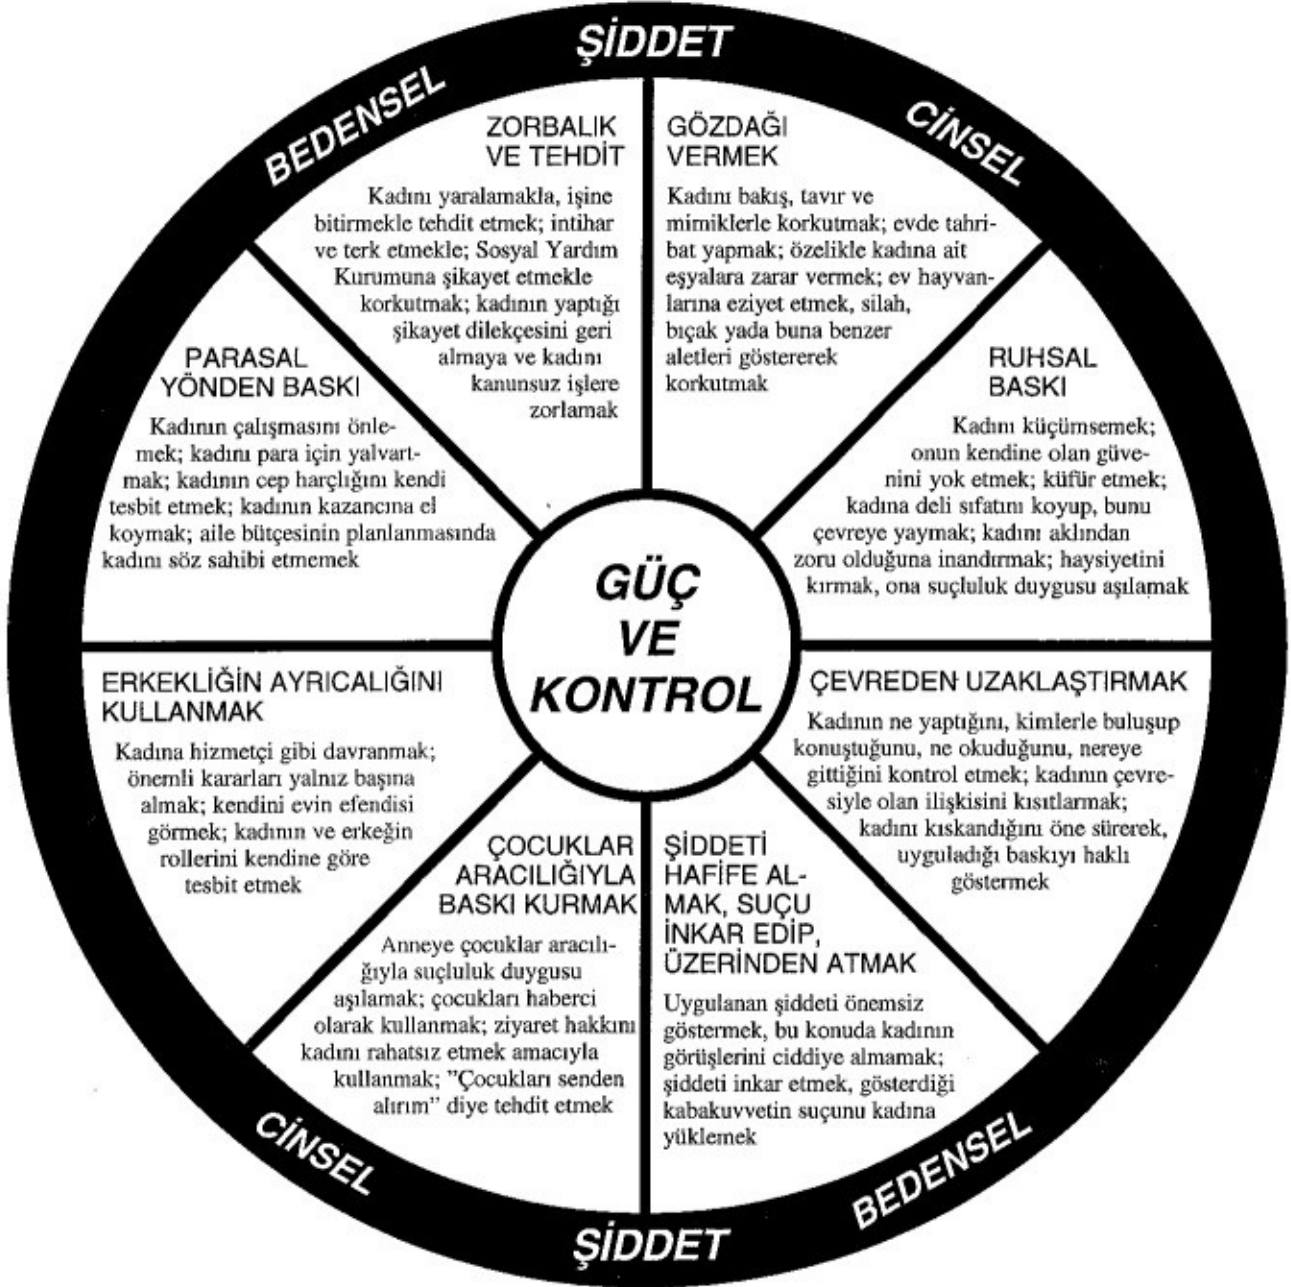 ŞİDDET
BEDENSEL
CİNSEL
ZORBALIK
VE TEHDİT
Kadını yaralamakla, işine
bitirmekle tehdit etmek; intihar
ve terk etmekle; Sosyal Yardım
Kurumuna şikayet etmekle
korkutmak; kadının yaptığı
şikayet dilekçesini geri
almaya ve kadını
kanunsuz işlere
zorlamak
GÖZDAĞI
VERMEK
Kadını bakış, tavır ve
mimiklerle korkutmak; evde tahri-
bat yapmak; özelikle kadına ait
eşyalara zarar vermek; ev hayvan-
larına eziyet etmek, silah,
bıçak yada buna benzer
aletleri göstererek
korkutmak
PARASAL
YÖNDEN BASKI
Kadının çalışmasını önle-
mek; kadını para için yalvart-
mak; kadının cep harçlığını kendi
tesbit etmek; kadının kazancına el
koymak; aile bütçesinin planlanmasında
kadını söz sahibi etmemek
RUHSAL
BASKI
Kadını küçümsemek;
onun kendine olan güve-
nini yok etmek; küfür etmek;
kadına deli sıfatını koyup, bunu
çevreye yaymak; kadını aklından
zoru olduğuna inandırmak; haysiyetini
kırmak, ona suçluluk duygusu aşılamak
GÜÇ
VE
KONTROL
ERKEKLİĞİN AYRICALIĞINI
KULLANMAK
Kadına hizmetçi gibi davranmak;
önemli kararları yalnız başına
almak; kendini evin efendisi
görmek; kadının ve erkeğin
rollerini kendine göre
tesbit etmek
ÇEVREDEN UZAKLAŞTIRMAK
Kadının ne yaptığını, kimlerle buluşup
konuştuğunu, ne okuduğunu, nereye
gittiğini kontrol etmek; kadının çevre-
siyle olan ilişkisini kısıtlarmak;
kadını kıskandığını öne sürerek,
uyguladığı baskıyı haklı
göstermek
ÇOCUKLAR
ARACILIĞIYLA
BASKI KURMAK
Anneye çocuklar aracılı-
ğıyla suçluluk duygusu
aşılamak; çocukları haberci
olarak kullanmak; ziyaret hakkını
kadını rahatsız etmek amacıyla
kullanmak; ”Çocukları senden
alırım” diye tehdit etmek
ŞİDDETİ
HAFİFE AL-
MAK, SUÇU
İNKAR EDİP,
ÜZERİNDEN ATMAK
Uygulanan şiddeti önemsiz
göstermek, bu konuda kadının
görüşlerini ciddiye almamak;
şiddeti inkar etmek, gösterdiği
kabakuvvetin suçunu kadına
yüklemek
CİNSEL
BEDENSEL
ŞİDDET